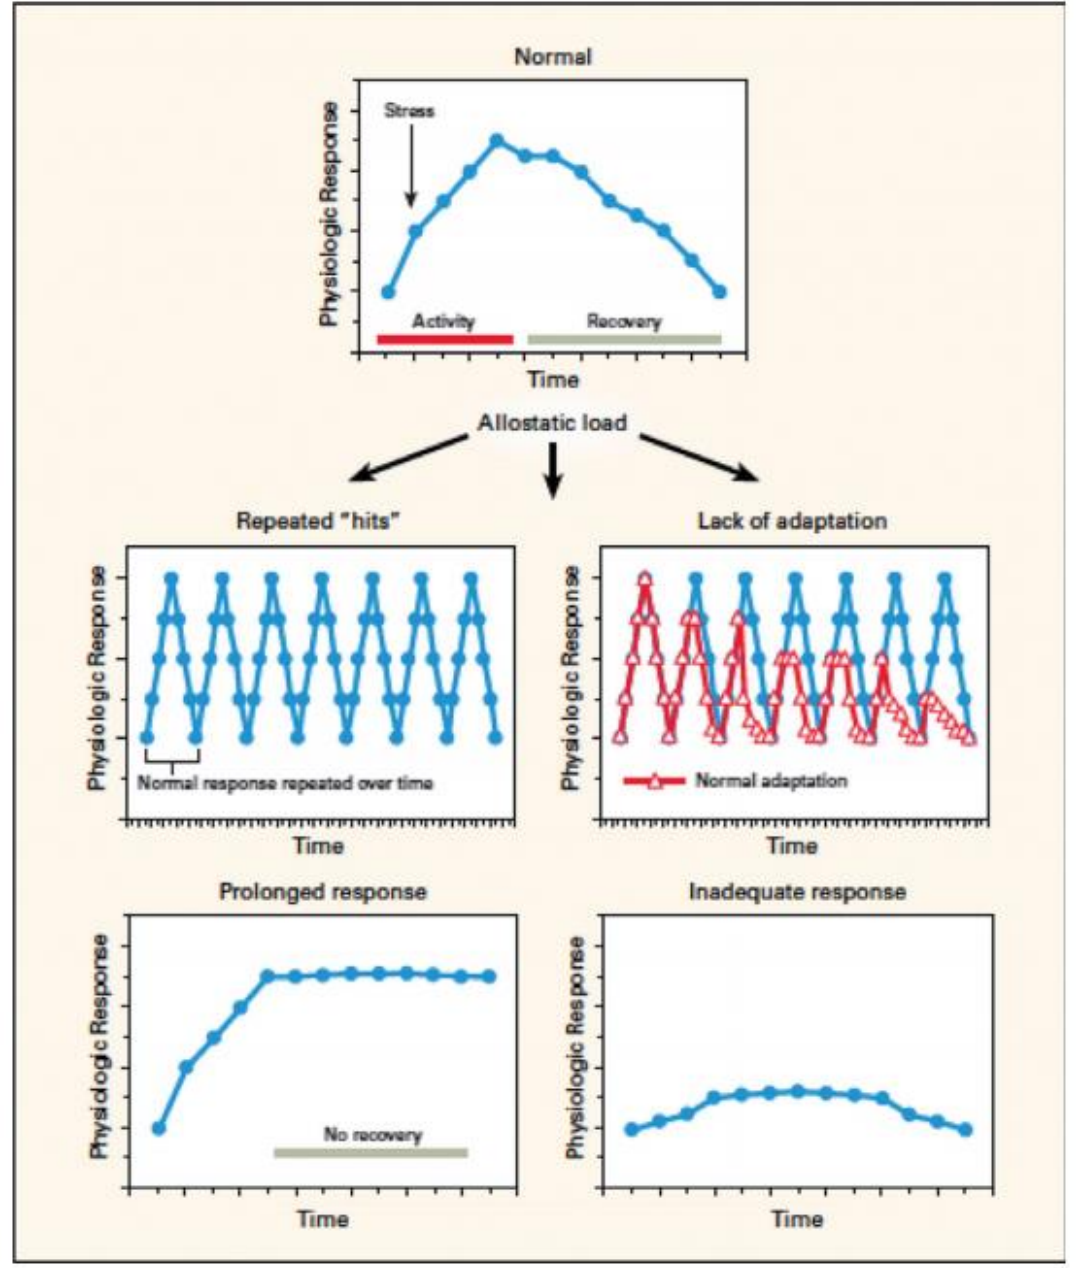 Normal
Stress
Physiologic Response
Activity
Recovery
Time
Allostatic load
Repeated "hits"
Physiologic Response
Normal response repeated over time
Time
Lack of adaptation
Physiologic Response
Normal adaptation
Time
Prolonged response
Physiologic Response
No recovery
Time
Inadequate response
Physiologic Response
Time